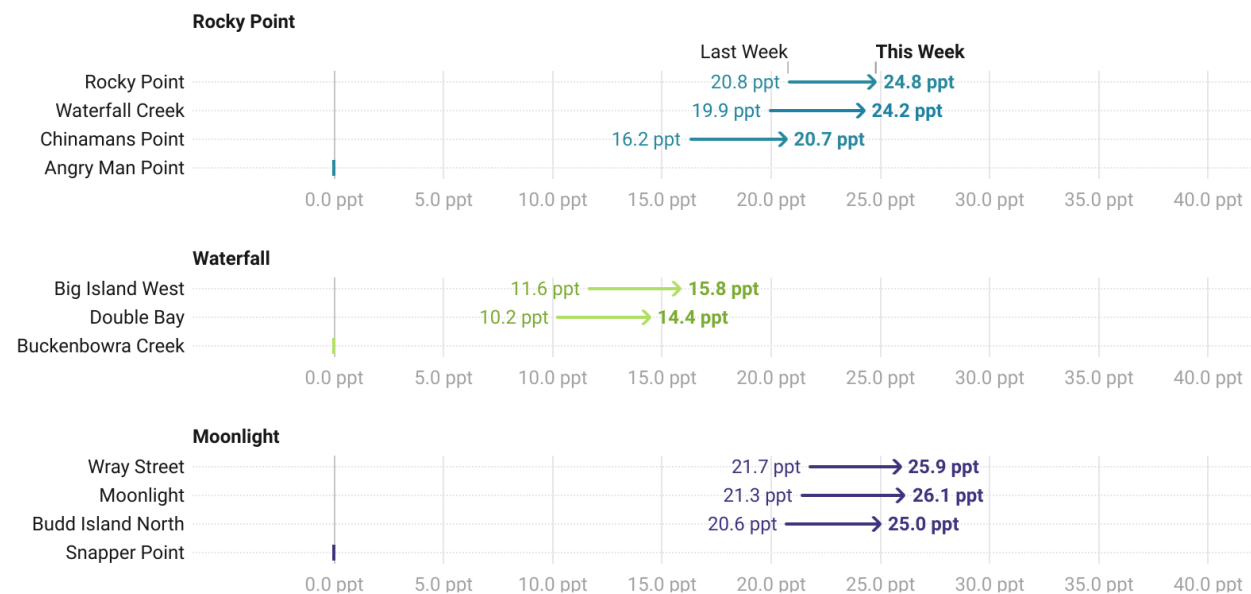 Rocky Point
Last Week This Week
Rocky Point 20.8 ppt 24.8 ppt
Waterfall Creek 19.9 ppt 24.2 ppt
Chinamans Point 16.2 ppt 20.7 ppt
Angry Man Point
0.0 ppt 5.0 ppt 10.0 ppt 15.0 ppt 20.0 ppt 25.0 ppt 30.0 ppt 35.0 ppt 40.0 ppt
Waterfall
Big Island West 11.6 ppt 15.8 ppt
Double Bay 10.2 ppt 14.4 ppt
Buckenbowra Creek
0.0 ppt 5.0 ppt 10.0 ppt 15.0 ppt 20.0 ppt 25.0 ppt 30.0 ppt 35.0 ppt 40.0 ppt
Moonlight
Wray Street 21.7 ppt 25.9 ppt
Moonlight 21.3 ppt 26.1 ppt
Budd Island North 20.6 ppt 25.0 ppt
Snapper Point
0.0 ppt 5.0 ppt 10.0 ppt 15.0 ppt 20.0 ppt 25.0 ppt 30.0 ppt 35.0 ppt 40.0 ppt